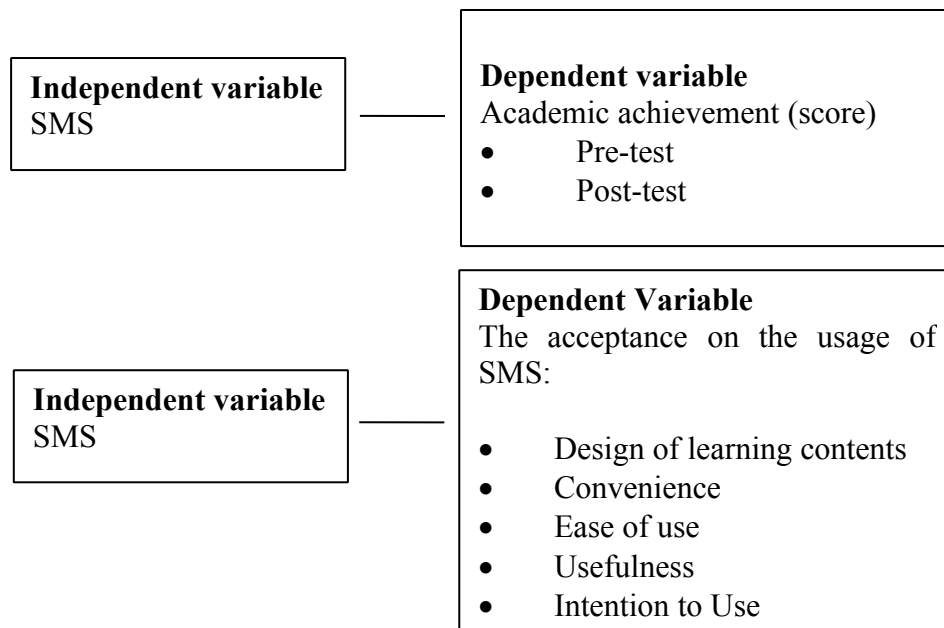 Independent variable
SMS
Dependent variable
Academic achievement (score)
• Pre-test
• Post-test
Independent variable
SMS
Dependent Variable
The acceptance on the usage of
SMS:
• Design of learning contents
• Convenience
• Ease of use
• Usefulness
• Intention to Use